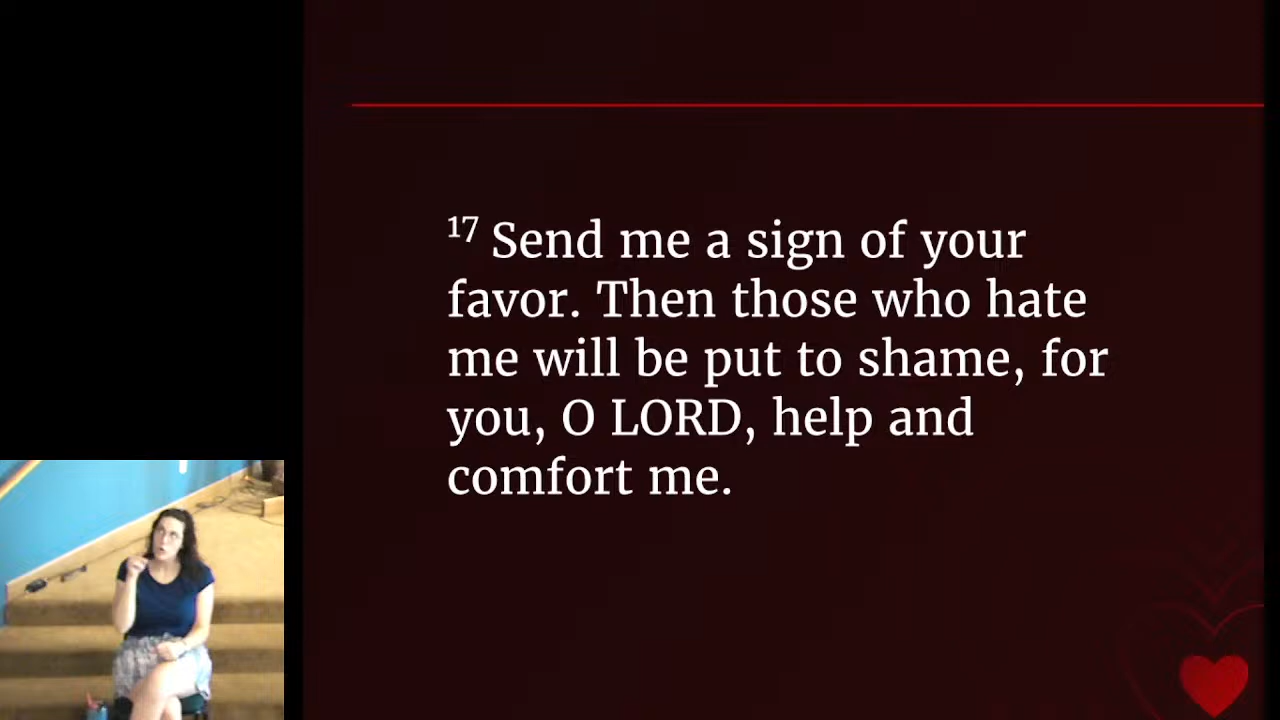 17 Send me a sign of your
favor. Then those who hate
me will be put to shame, for
you, O LORD, help and
comfort me.